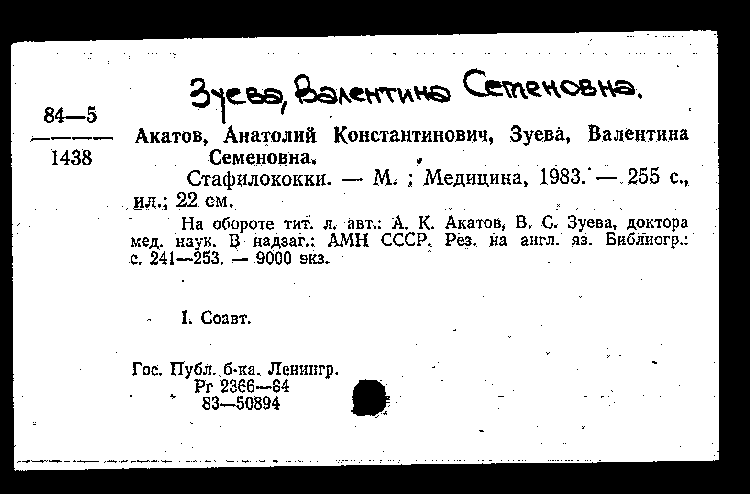 Зуева, Валентина Семеновна.
84—5
1438
Акатов, Анатолий Константинович, Зуева, Валентина
Семеновна.
Стафилококки. — М. ; Медицина, 1983. — 255 с.,
ил.; 22 см.
На обороте тит. л. авт.: А. К. Акатов, В. С. Зуева, доктора
мед. наук. В надзаг.: АМН СССР. Рез. на англ. яз. Библиогр.:
с. 241—253. — 9000 экз.
I. Соавт.
Гос. Публ. б-ка. Ленингр.
Рг 2366—84
83—50894